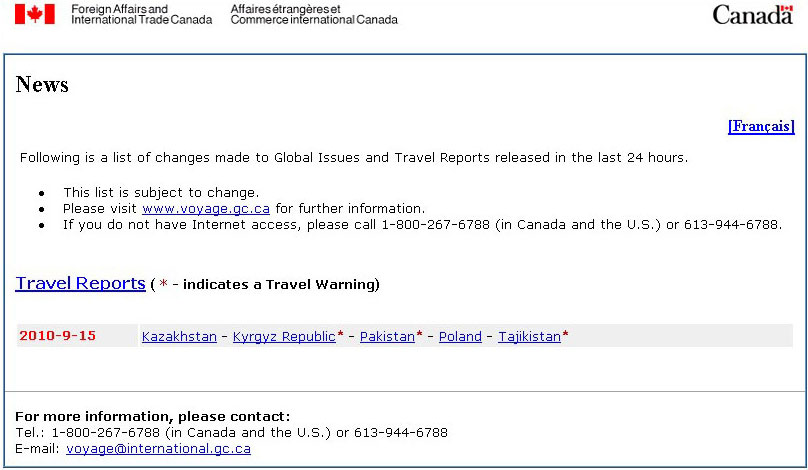 Foreign Affairs and Affaires étrangères et
International Trade Canada Commerce international Canada
Canada
News
[Français]
Following is a list of changes made to Global Issues and Travel Reports released in the last 24 hours.
• This list is subject to change.
• Please visit www.voyage.gc.ca for further information.
• If you do not have Internet access, please call 1-800-267-6788 (in Canada and the U.S.) or 613-944-6788.
Travel Reports ( * - indicates a Travel Warning)
2010-9-15 Kazakhstan - Kyrgyz Republic* - Pakistan* - Poland - Tajikistan*
For more information, please contact:
Tel.: 1-800-267-6788 (in Canada and the U.S.) or 613-944-6788
E-mail: voyage@international.gc.ca